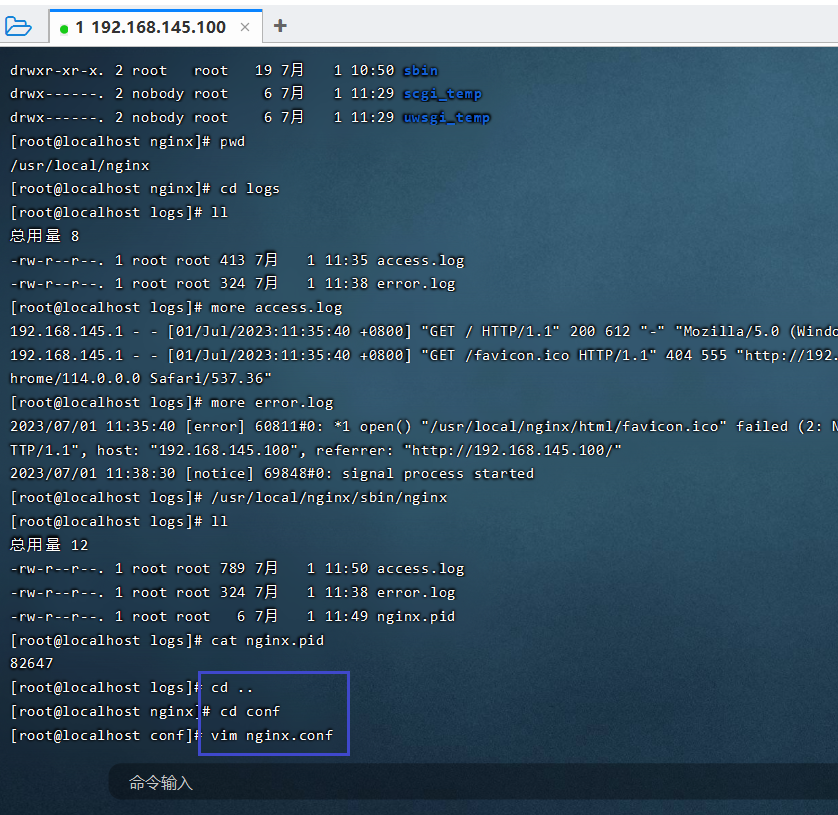 1 192.168.145.100 × +
drwxr-xr-x. 2 root   root   19 7月   1 10:50 sbin
drwx------. 2 nobody root    6 7月   1 11:29 scgi_temp
drwx------. 2 nobody root    6 7月   1 11:29 uwsgi_temp
[root@localhost nginx]# pwd
/usr/local/nginx
[root@localhost nginx]# cd logs
[root@localhost logs]# ll
总用量 8
-rw-r--r--. 1 root root 413 7月   1 11:35 access.log
-rw-r--r--. 1 root root 324 7月   1 11:38 error.log
[root@localhost logs]# more access.log
192.168.145.1 - - [01/Jul/2023:11:35:40 +0800] "GET / HTTP/1.1" 200 612 "-" "Mozilla/5.0 (Windo
192.168.145.1 - - [01/Jul/2023:11:35:40 +0800] "GET /favicon.ico HTTP/1.1" 404 555 "http://192.
hrome/114.0.0.0 Safari/537.36"
[root@localhost logs]# more error.log
2023/07/01 11:35:40 [error] 60811#0: *1 open() "/usr/local/nginx/html/favicon.ico" failed (2: N
TTP/1.1", host: "192.168.145.100", referrer: "http://192.168.145.100/"
2023/07/01 11:38:30 [notice] 69848#0: signal process started
[root@localhost logs]# /usr/local/nginx/sbin/nginx
[root@localhost logs]# ll
总用量 12
-rw-r--r--. 1 root root 789 7月   1 11:50 access.log
-rw-r--r--. 1 root root 324 7月   1 11:38 error.log
-rw-r--r--. 1 root root   6 7月   1 11:49 nginx.pid
[root@localhost logs]# cat nginx.pid
82647
[root@localhost logs]# cd ..
[root@localhost nginx]# cd conf
[root@localhost conf]# vim nginx.conf
命令输入